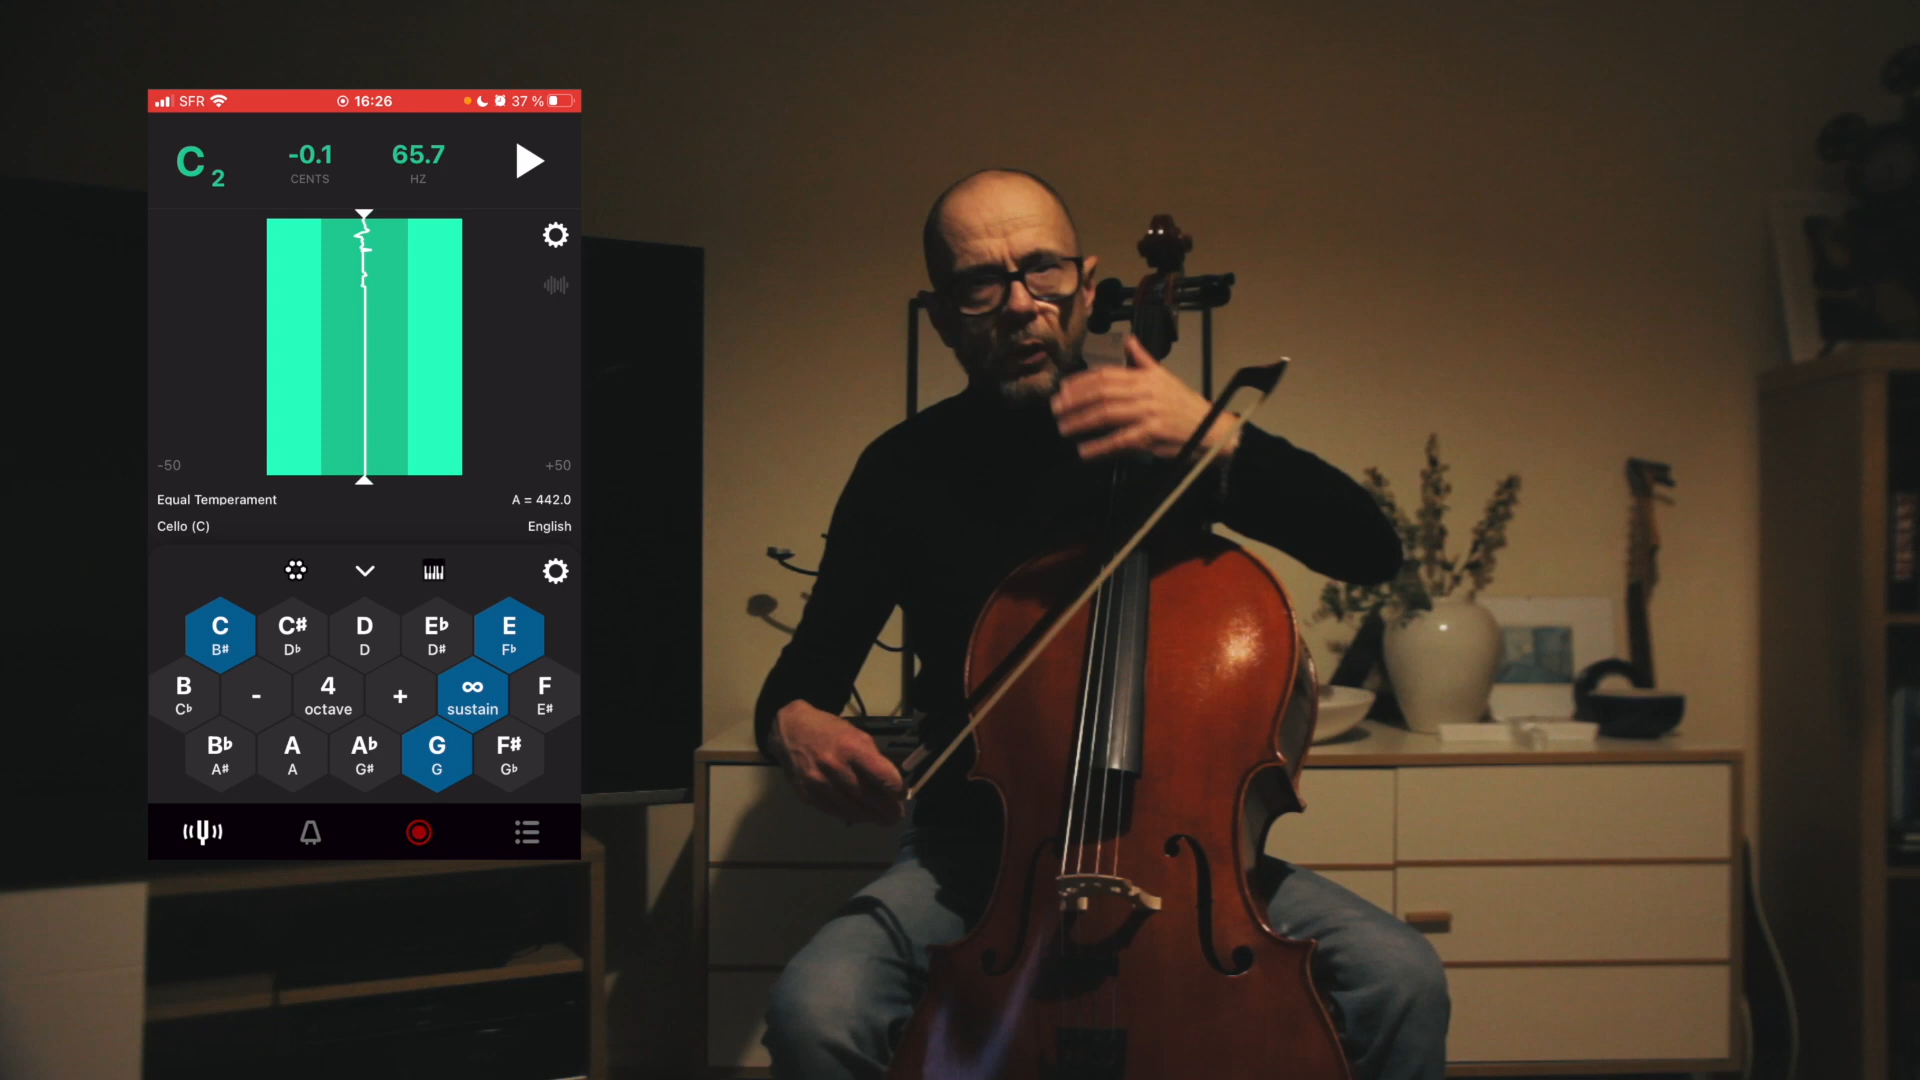 SFR 16:26 37 %
C2 -0.1 65.7
CENTS HZ
-50 +50
Equal Temperament A = 442.0
Cello (C) English
C C# D E♭ E
B# D♭ D D# F♭
B - 4 + ∞ F
C♭ octave sustain E#
B♭ A A♭ G F#
A# A G# G G♭